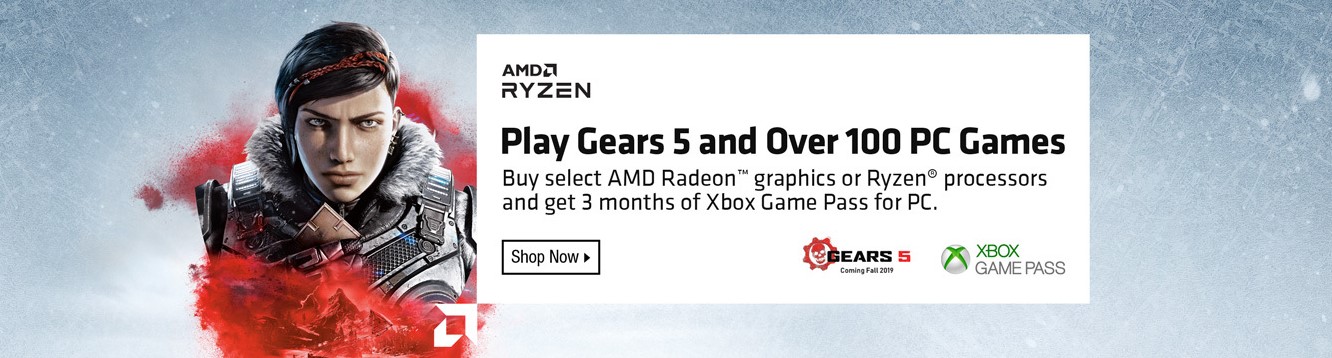 AMD
RYZEN
Play Gears 5 and Over 100 PC Games
Buy select AMD Radeon™ graphics or Ryzen® processors
and get 3 months of Xbox Game Pass for PC.
Shop Now
GEARS 5
Coming Fall 2019
XBOX
GAME PASS